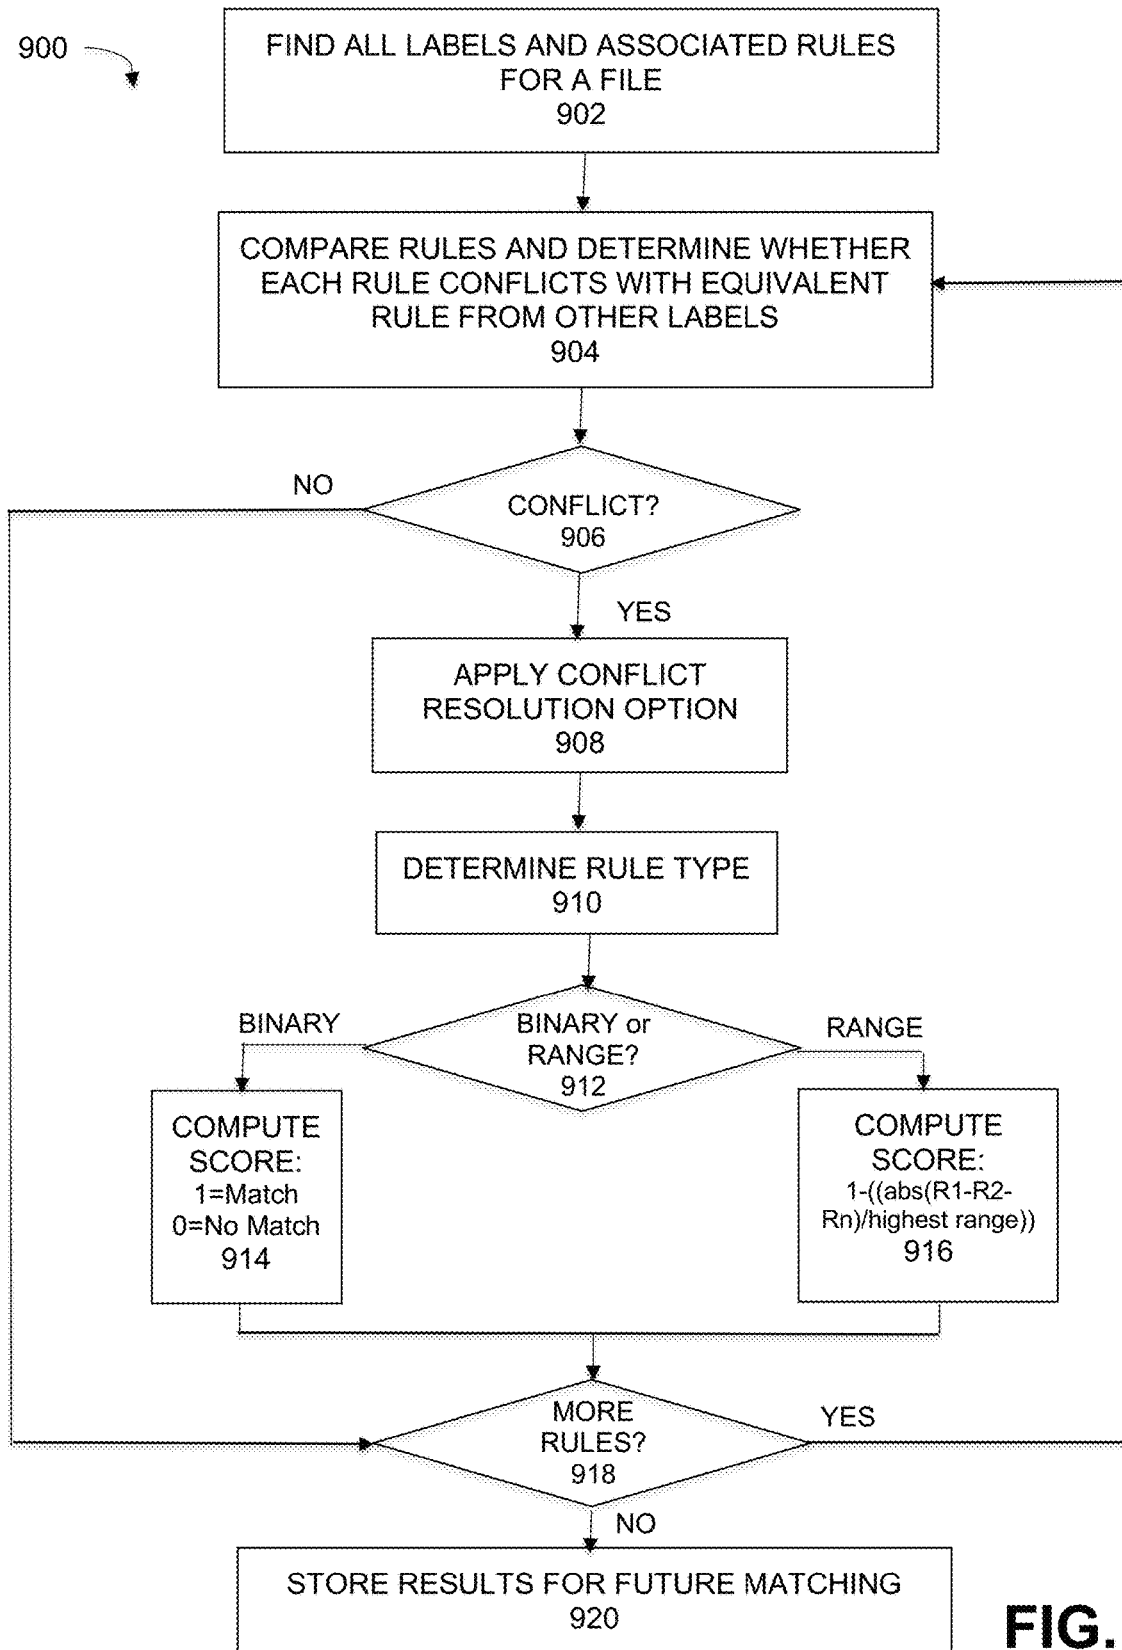 900
FIND ALL LABELS AND ASSOCIATED RULES
FOR A FILE
902
COMPARE RULES AND DETERMINE WHETHER
EACH RULE CONFLICTS WITH EQUIVALENT
RULE FROM OTHER LABELS
904
NO
CONFLICT?
906
YES
APPLY CONFLICT
RESOLUTION OPTION
908
DETERMINE RULE TYPE
910
BINARY
BINARY or
RANGE?
912
RANGE
COMPUTE
SCORE:
1=Match
0=No Match
914
COMPUTE
SCORE:
1-((abs(R1-R2-
Rn)/highest range))
916
MORE
RULES?
918
YES
NO
STORE RESULTS FOR FUTURE MATCHING
920
FIG.